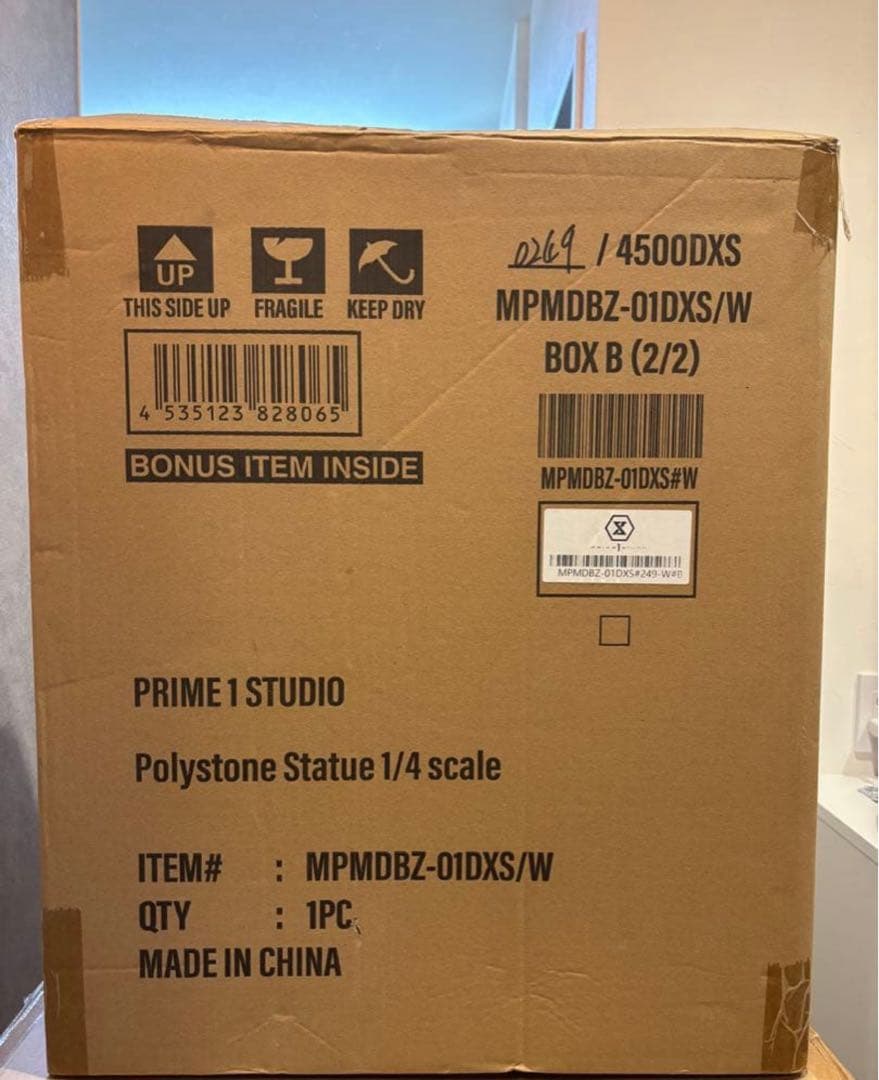 UP
THIS SIDE UP FRAGILE KEEP DRY
4 535123 828065
BONUS ITEM INSIDE
0269 / 4500DXS
MPMDBZ-01DXS/W
BOX B (2/2)
MPMDBZ-01DXS#W
MPMDBZ-01DXS#249-W#B
PRIME 1 STUDIO
Polystone Statue 1/4 scale
ITEM# : MPMDBZ-01DXS/W
QTY : 1PC
MADE IN CHINA